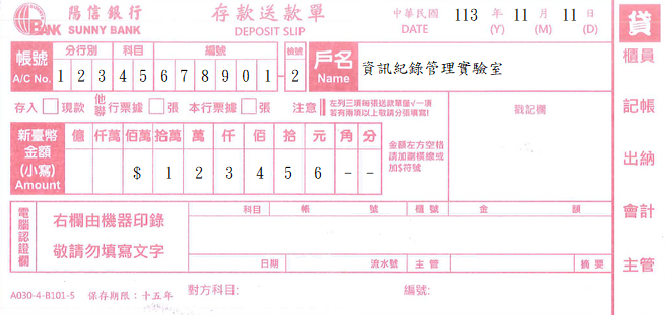 陽信銀行 存款送款單 中華民國 113 年 11 月 11 日 貸
BANK SUNNY BANK DEPOSIT SLIP DATE (Y) (M) (D)
帳號 分行別 科目 編號 檢號 戶名 櫃員
A/C No. 1 2 3 4 5 6 7 8 9 0 1 - 2 Name 資訊紀錄管理實驗室
存入 □現款 他聯行票據□張 本行票據□張 注意 左列三項每張送款單僅√一項 戳記欄 記帳
若有兩項以上敬請分張填寫!
新臺幣金額(小寫) Amount 億 仟萬 佰萬 拾萬 萬 仟 佰 拾 元 角 分 金額左方空格 出納
$ 1 2 3 4 5 6 - - 請加劃橫線或
加$符號
電腦認證欄 右欄由機器印錄 科目 帳號 櫃號 金額 會計
敬請勿填寫文字 日期 流水號 主管 摘要 主管
A030-4-B101-5 保存期限：十五年 對方科目: 編號: